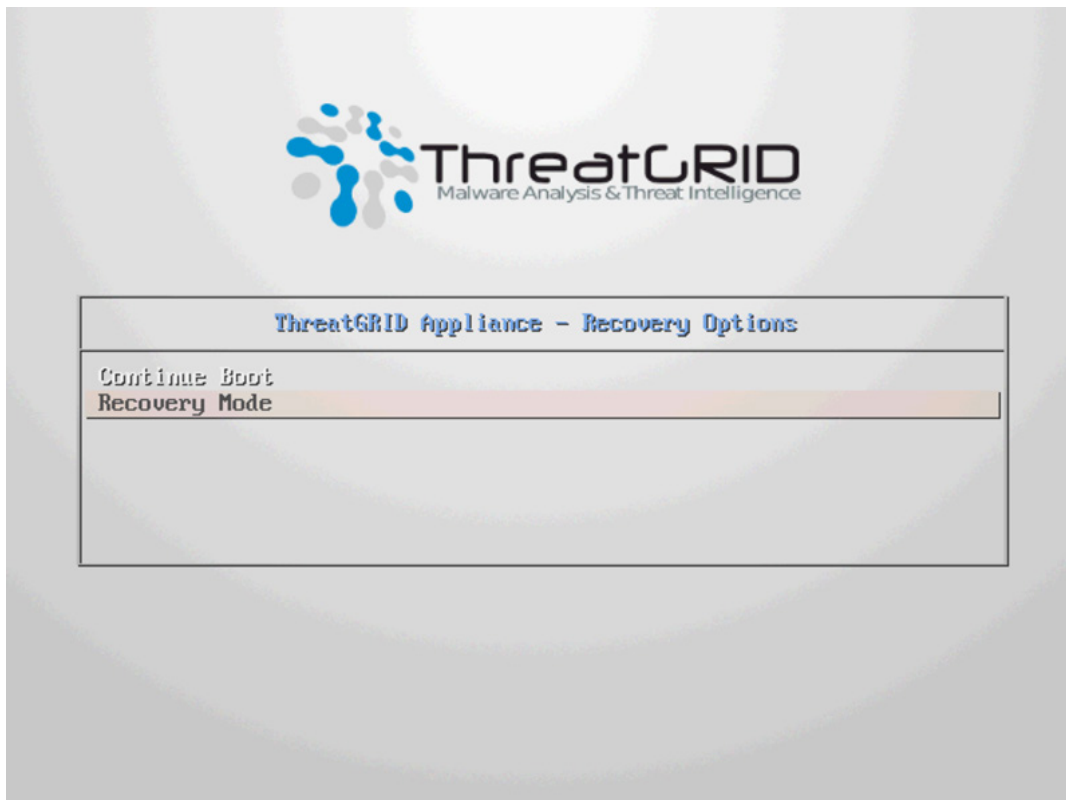 ThreatGRID
Malware Analysis & Threat Intelligence
ThreatGRID Appliance - Recovery Options
Continue Boot
Recovery Mode